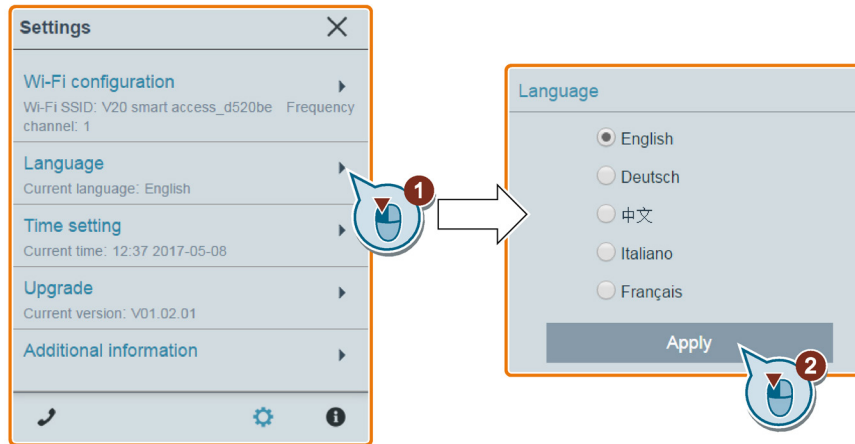 Settings
Wi-Fi configuration
Wi-Fi SSID: V20 smart access_d520be Frequency
channel: 1
Language
Current language: English
Time setting
Current time: 12:37 2017-05-08
Upgrade
Current version: V01.02.01
Additional information
1
Language
English
Deutsch
中文
Italiano
Français
Apply
2